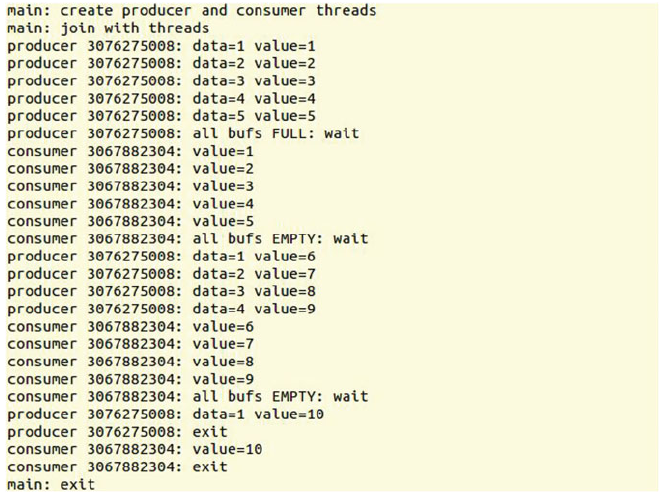 main: create producer and consumer threads
main: join with threads
producer 3076275008: data=1 value=1
producer 3076275008: data=2 value=2
producer 3076275008: data=3 value=3
producer 3076275008: data=4 value=4
producer 3076275008: data=5 value=5
producer 3076275008: all bufs FULL: wait
consumer 3067882304: value=1
consumer 3067882304: value=2
consumer 3067882304: value=3
consumer 3067882304: value=4
consumer 3067882304: value=5
consumer 3067882304: all bufs EMPTY: wait
producer 3076275008: data=1 value=6
producer 3076275008: data=2 value=7
producer 3076275008: data=3 value=8
producer 3076275008: data=4 value=9
consumer 3067882304: value=6
consumer 3067882304: value=7
consumer 3067882304: value=8
consumer 3067882304: value=9
consumer 3067882304: all bufs EMPTY: wait
producer 3076275008: data=1 value=10
producer 3076275008: exit
consumer 3067882304: value=10
consumer 3067882304: exit
main: exit